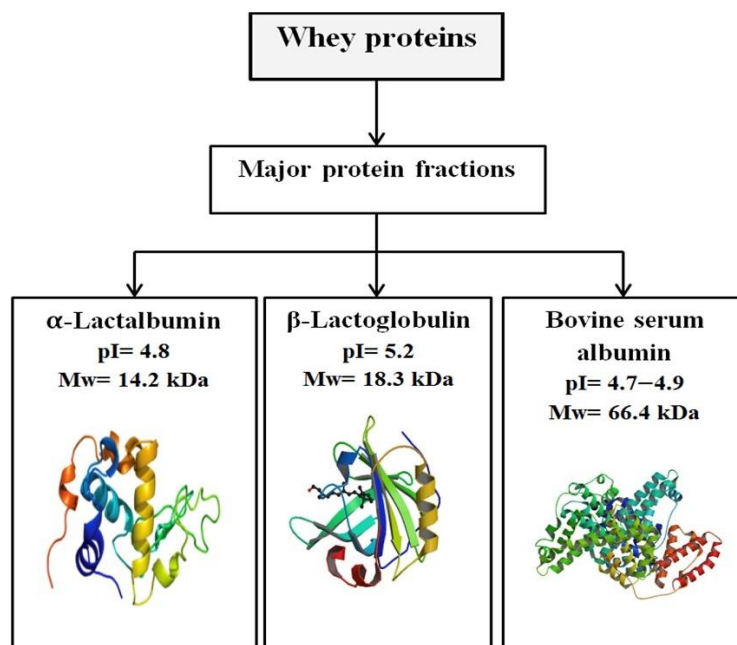 Whey proteins
Major protein fractions
α-Lactalbumin
pI= 4.8
Mw= 14.2 kDa
β-Lactoglobulin
pI= 5.2
Mw= 18.3 kDa
Bovine serum
albumin
pI= 4.7–4.9
Mw= 66.4 kDa